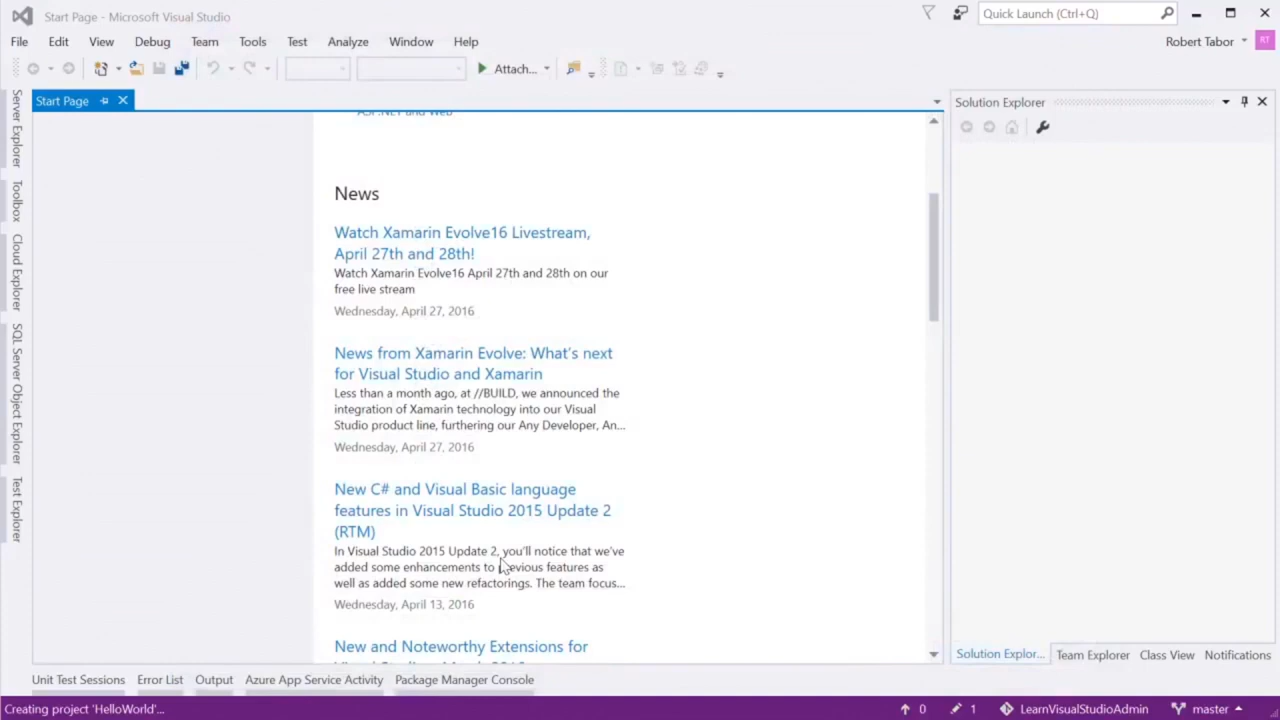 Start Page - Microsoft Visual Studio
Quick Launch (Ctrl+Q)
File Edit View Debug Team Tools Test Analyze Window Help
Robert Tabor RT
Attach...
Start Page
Solution Explorer
Server Explorer
Toolbox
Cloud Explorer
SQL Server Object Explorer
Test Explorer
ASP.NET and Web
News
Watch Xamarin Evolve16 Livestream,
April 27th and 28th!
Watch Xamarin Evolve16 April 27th and 28th on our
free live stream
Wednesday, April 27, 2016
News from Xamarin Evolve: What's next
for Visual Studio and Xamarin
Less than a month ago, at //BUILD, we announced the
integration of Xamarin technology into our Visual
Studio product line, furthering our Any Developer, An...
Wednesday, April 27, 2016
New C# and Visual Basic language
features in Visual Studio 2015 Update 2
(RTM)
In Visual Studio 2015 Update 2, you'll notice that we've
added some enhancements to previous features as
well as added some new refactorings. The team focus...
Wednesday, April 13, 2016
New and Noteworthy Extensions for
Solution Explor... Team Explorer Class View Notifications
Unit Test Sessions Error List Output Azure App Service Activity Package Manager Console
Creating project 'HelloWorld'... 0 1 LearnVisualStudioAdmin master